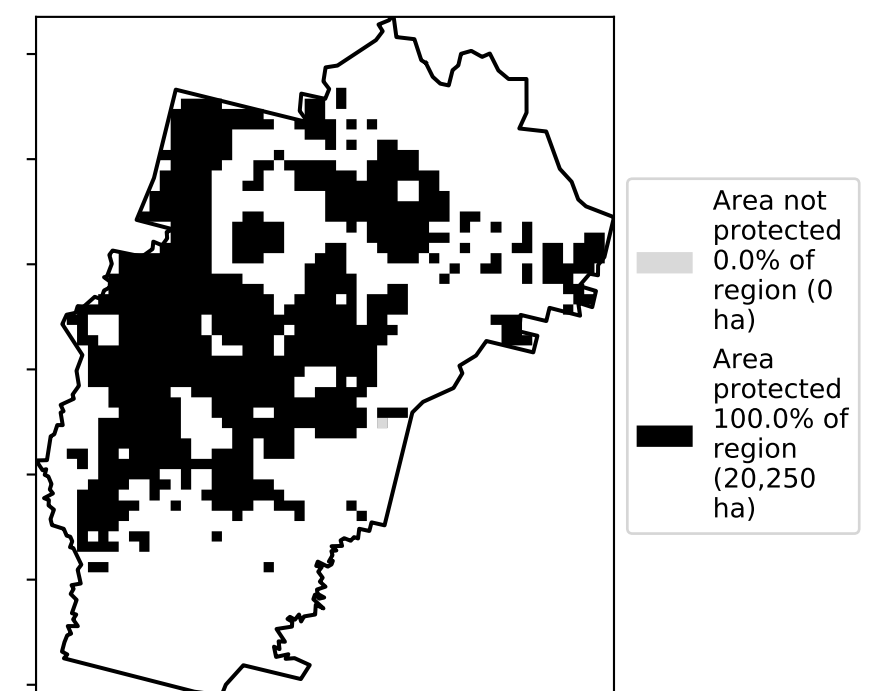 Area not
protected
0.0% of
region (0
ha)
Area
protected
100.0% of
region
(20,250
ha)